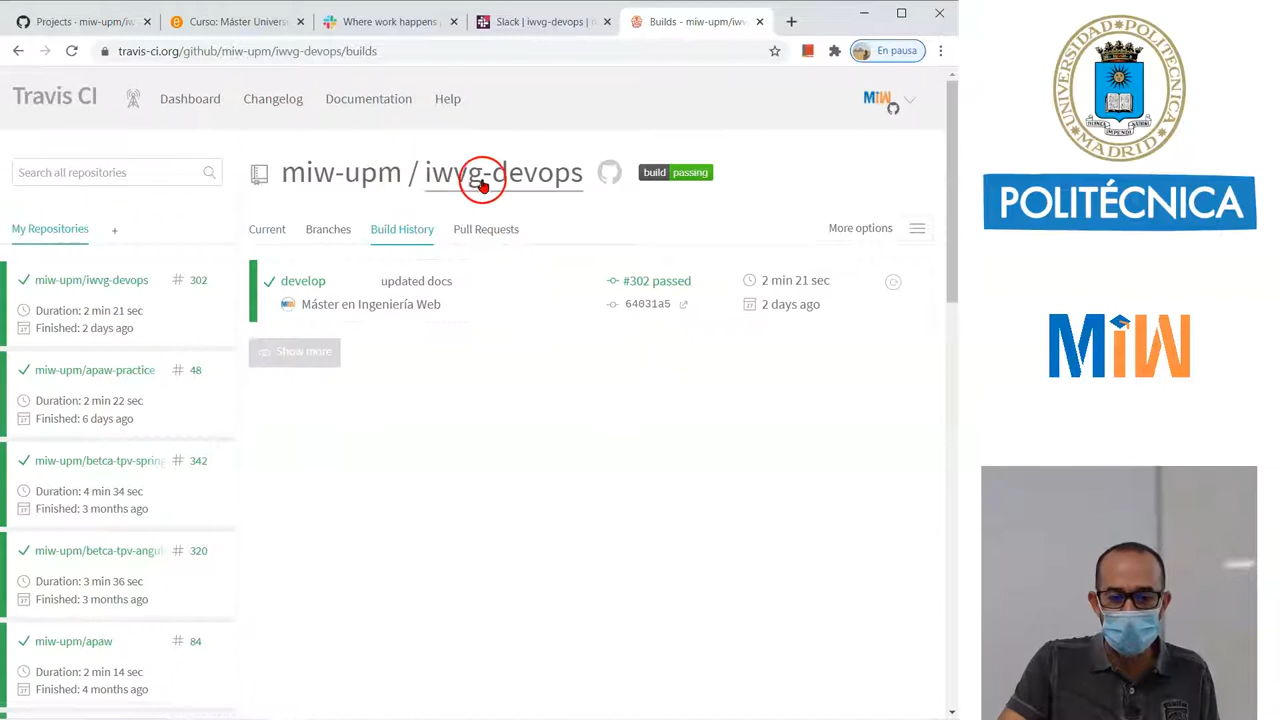 Projects - miw-upm/iw
Curso: Máster Univers
Where work happens
Slack | iwvg-devops |
Builds - miw-upm/iwv
travis-ci.org/github/miw-upm/iwvg-devops/builds
En pausa
Travis CI
Dashboard
Changelog
Documentation
Help
MiW
Search all repositories
miw-upm / iwvg-devops
build passing
My Repositories
+
Current
Branches
Build History
Pull Requests
More options
miw-upm/iwvg-devops # 302
Duration: 2 min 21 sec
Finished: 2 days ago
develop
updated docs
#302 passed
2 min 21 sec
Máster en Ingeniería Web
64031a5
2 days ago
Show more
miw-upm/apaw-practice # 48
Duration: 2 min 22 sec
Finished: 6 days ago
miw-upm/betca-tpv-spring # 342
Duration: 4 min 34 sec
Finished: 3 months ago
miw-upm/betca-tpv-angul # 320
Duration: 3 min 36 sec
Finished: 3 months ago
miw-upm/apaw # 84
Duration: 2 min 14 sec
Finished: 4 months ago
UNIVERSIDAD POLITÉCNICA
MADRID
POLITÉCNICA
MiW